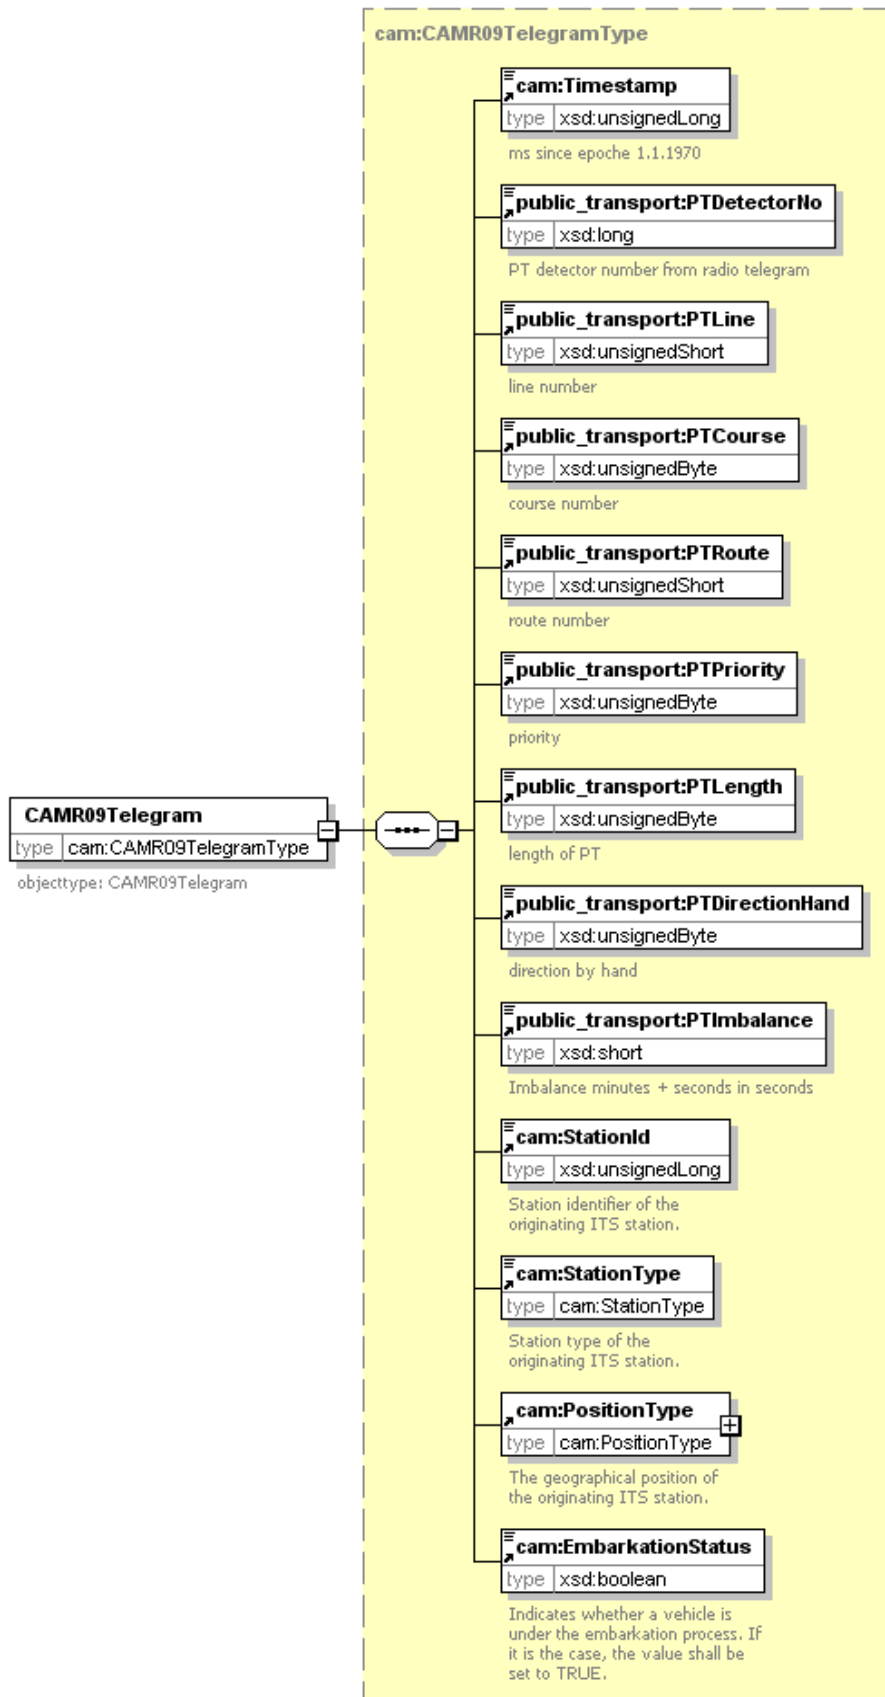 cam:CAMR09TelegramType
cam:Timestamp
type xsd:unsignedLong
ms since epoche 1.1.1970
public_transport:PTDetectorNo
type xsd:long
PT detector number from radio telegram
public_transport:PTLine
type xsd:unsignedShort
line number
public_transport:PTCourse
type xsd:unsignedByte
course number
public_transport:PTRoute
type xsd:unsignedShort
route number
public_transport:PTPriority
type xsd:unsignedByte
priority
CAMR09Telegram
type cam:CAMR09TelegramType
objecttype: CAMR09Telegram
public_transport:PTLength
type xsd:unsignedByte
length of PT
public_transport:PTDirectionHand
type xsd:unsignedByte
direction by hand
public_transport:PTImbalance
type xsd:short
Imbalance minutes + seconds in seconds
cam:StationId
type xsd:unsignedLong
Station identifier of the
originating ITS station.
cam:StationType
type cam:StationType
Station type of the
originating ITS station.
cam:PositionType
type cam:PositionType
The geographical position of
the originating ITS station.
cam:EmbarkationStatus
type xsd:boolean
Indicates whether a vehicle is
under the embarkation process. If
it is the case, the value shall be
set to TRUE.